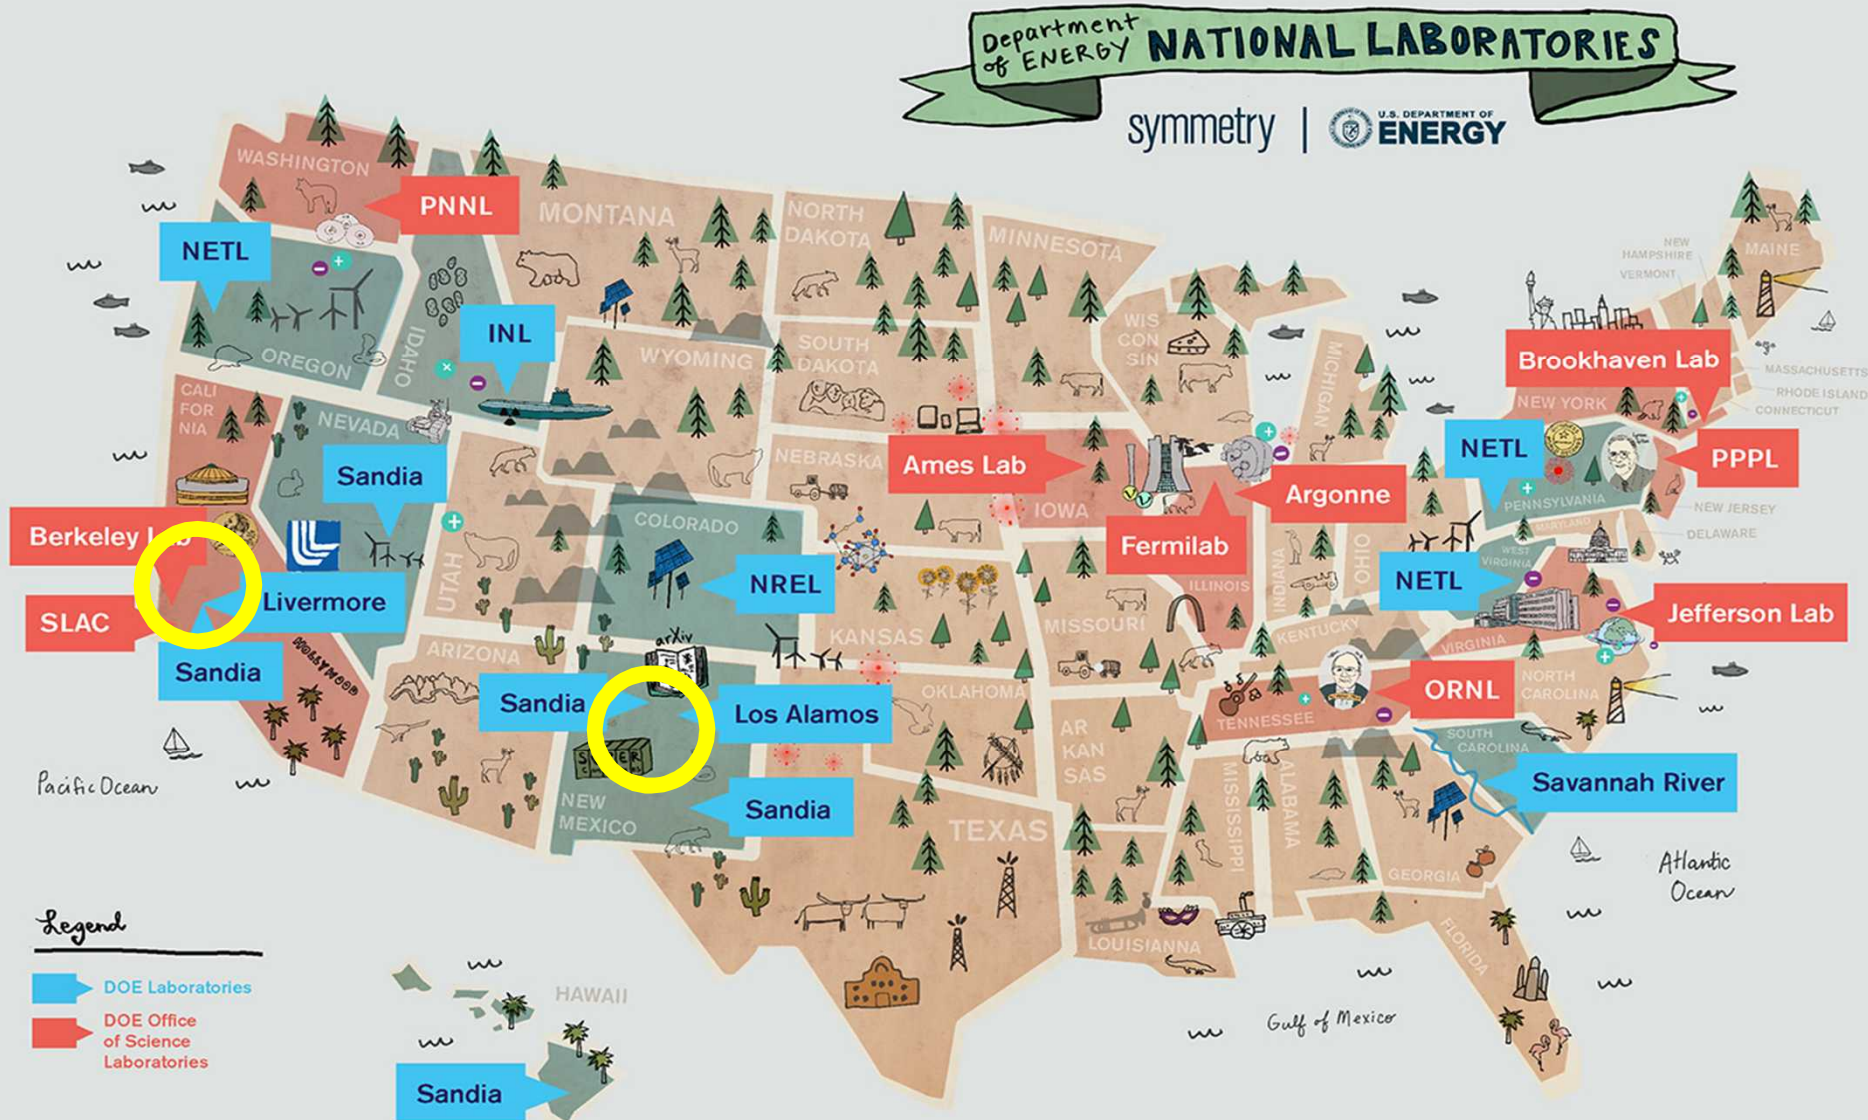 Department
of ENERGY NATIONAL LABORATORIES
symmetry
U.S. DEPARTMENT OF
ENERGY
WASHINGTON
PNNL
NETL
MONTANA
NORTH
DAKOTA
MINNESOTA
NEW
HAMPSHIRE
VERMONT
MAINE
OREGON
IDAHO
INL
WYOMING
SOUTH
DAKOTA
WIS
CON
SIN
MICHIGAN
Brookhaven Lab
MASSACHUSETTS
RHODE ISLAND
CONNECTICUT
NEW YORK
CALI
FOR
NIA
NEVADA
Sandia
NEBRASKA
Ames Lab
IOWA
Argonne
Fermilab
ILLINOIS
INDIANA
OHIO
NETL
PENNSYLVANIA
PPPL
NEW JERSEY
DELAWARE
MARYLAND
WEST
VIRGINIA
NETL
Jefferson Lab
VIRGINIA
Berkeley
SLAC
Livermore
Sandia
HOLLYWOOD
UTAH
COLORADO
NREL
KANSAS
MISSOURI
KENTUCKY
ARIZONA
arXiv
Sandia
Los Alamos
OKLAHOMA
AR
KAN
SAS
TENNESSEE
ORNL
NORTH
CAROLINA
SOUTH
CAROLINA
Savannah River
NEW
MEXICO
Sandia
TEXAS
MISSISSIPPI
ALABAMA
GEORGIA
LOUISIANNA
FLORIDA
Pacific Ocean
Atlantic
Ocean
Gulf of Mexico
HAWAII
Sandia
Legend
DOE Laboratories
DOE Office
of Science
Laboratories